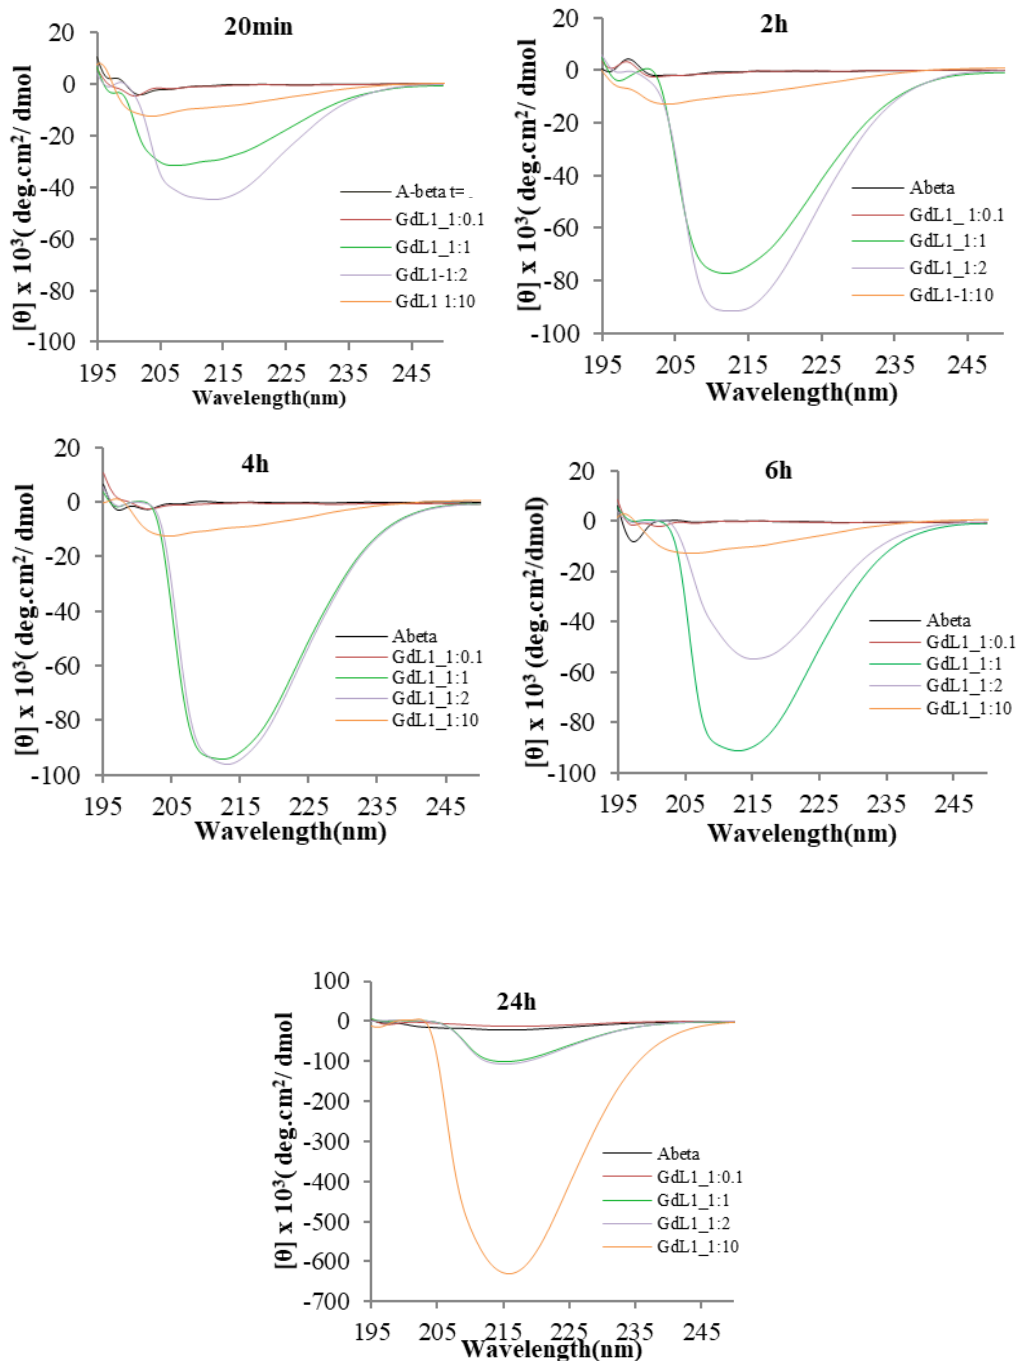 20min
[θ] x 10³( deg.cm²/ dmol
20
0
-20
-40
-60
-80
-100
A-beta t=
GdL1_1:0.1
GdL1_1:1
GdL1-1:2
GdL1 1:10
195 205 215 225 235 245
Wavelength(nm)
2h
[θ] x 10³( deg.cm²/ dmol
20
0
-20
-40
-60
-80
-100
Abeta
GdL1_ 1:0.1
GdL1_1:1
GdL1_1:2
GdL1-1:10
195 205 215 225 235 245
Wavelength(nm)
4h
[θ] x 10³( deg.cm²/ dmol
20
0
-20
-40
-60
-80
-100
Abeta
GdL1_1:0.1
GdL1_1:1
GdL1_1:2
GdL1_1:10
195 205 215 225 235 245
Wavelength(nm)
6h
[θ] x 10³ (deg.cm²/dmol)
20
0
-20
-40
-60
-80
-100
Abeta
GdL1_1:0.1
GdL1_1:1
GdL1_1:2
GdL1_1:10
195 205 215 225 235 245
Wavelength(nm)
24h
[θ] x 10³( deg.cm²/ dmol
100
0
-100
-200
-300
-400
-500
-600
-700
Abeta
GdL1_1:0.1
GdL1_1:1
GdL1_1:2
GdL1_1:10
195 205 215 225 235 245
Wavelength(nm)